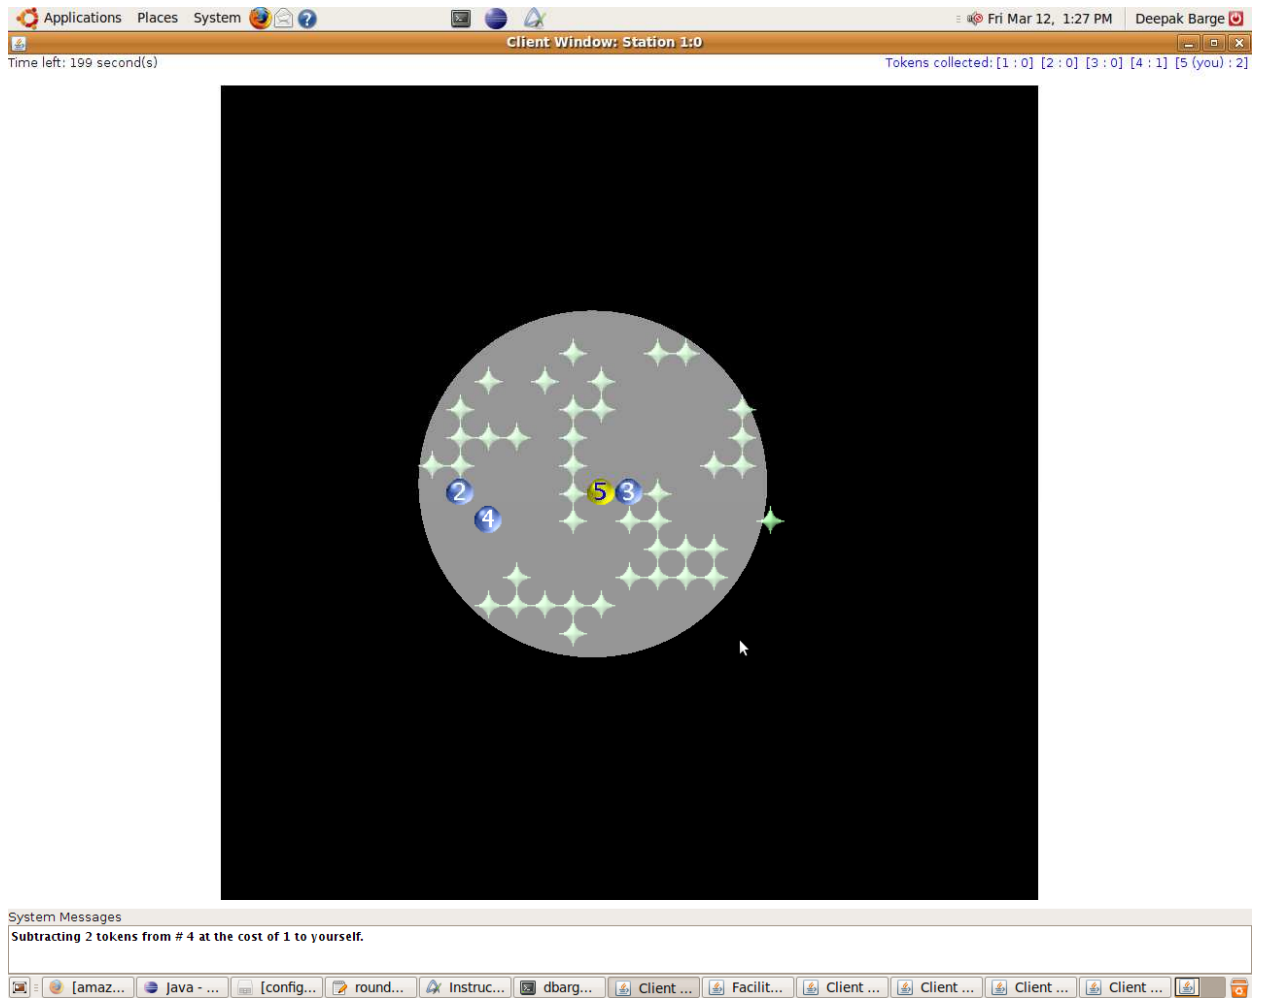 Applications Places System Fri Mar 12, 1:27 PM Deepak Barge
Client Window: Station 1:0
Time left: 199 second(s) Tokens collected: [1 : 0] [2 : 0] [3 : 0] [4 : 1] [5 (you) : 2]
2 5 3
4
System Messages
Subtracting 2 tokens from # 4 at the cost of 1 to yourself.
[amaz... Java - ... [config... round... Instruc... dbarg... Client ... Facilit... Client ... Client ... Client ... Client ...